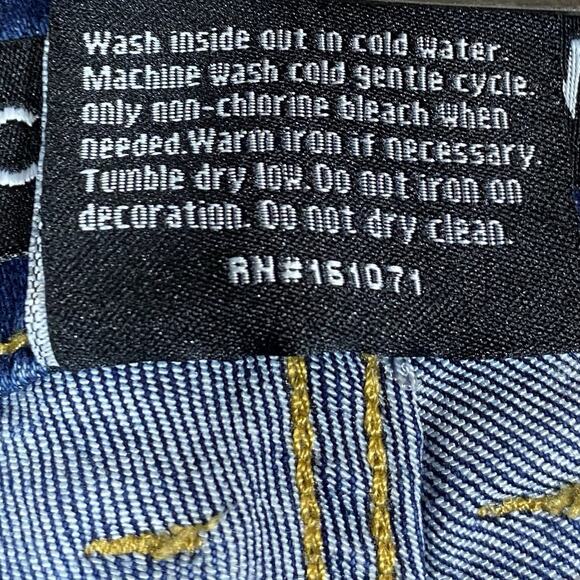 Wash inside out in cold water.
Machine wash cold gentle cycle.
only non-chlorine bleach when
needed.Warm iron if necessary.
Tumble dry low.Do not iron on
decoration. Do not dry clean.
RN#161071